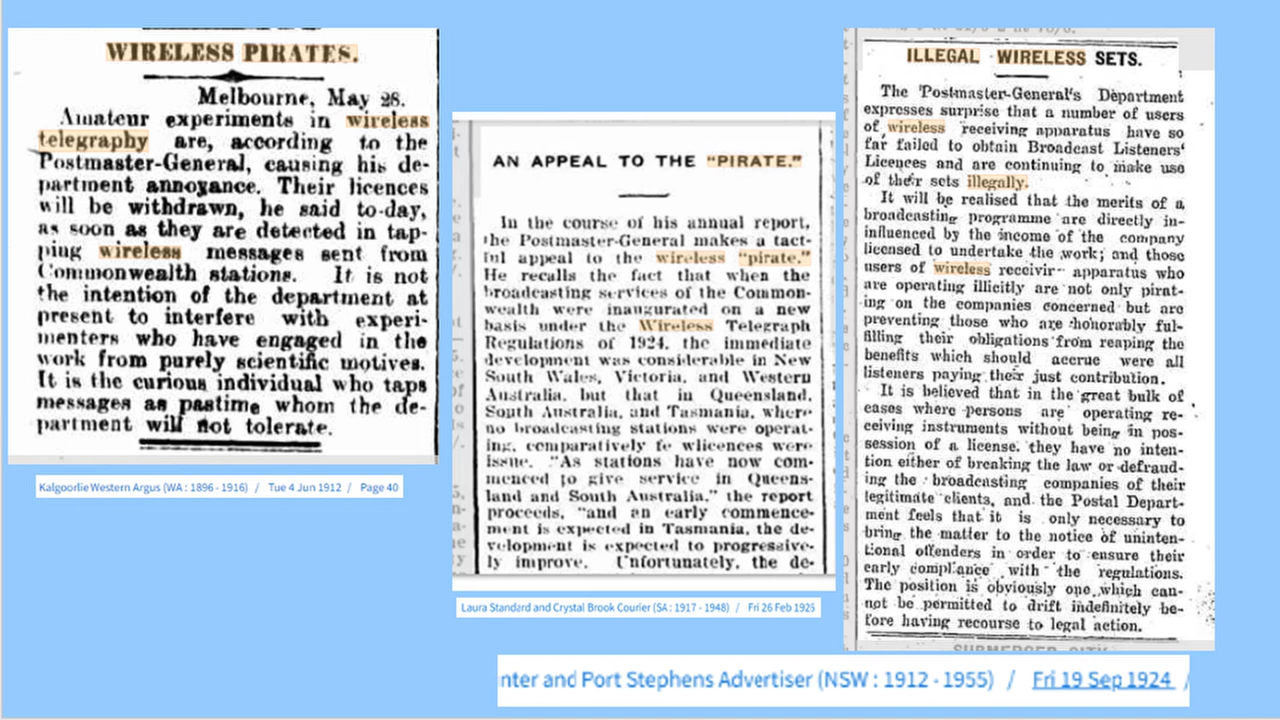 WIRELESS PIRATES.
Melbourne, May 28.
Amateur experiments in wireless
telegraphy are, according to the
Postmaster-General, causing his de-
partment annoyance. Their licences
will be withdrawn, he said to-day,
as soon as they are detected in tap-
ping wireless messages sent from
Commonwealth stations. It is not
the intention of the department at
present to interfere with experi-
menters who have engaged in the
work from purely scientific motives.
It is the curious individual who taps
messages as pastime whom the de-
partment will not tolerate.
Kalgoorlie Western Argus (WA : 1896 - 1916) / Tue 4 Jun 1912 / Page 40
AN APPEAL TO THE "PIRATE."
In the course of his annual report,
the Postmaster-General makes a tact-
ful appeal to the wireless "pirate."
He recalls the fact that when the
broadcasting services of the Common-
wealth were inaugurated on a new
basis under the Wireless Telegraph
Regulations of 1924, the immediate
development was considerable in New
South Wales, Victoria, and Western
Australia, but that in Queensland,
South Australia, and Tasmania, where
no broadcasting stations were operat-
ing, comparatively fe wlicences were
issue. "As stations have now com-
menced to give service in Queens-
land and South Australia," the report
proceeds, "and an early commence-
ment is expected in Tasmania, the de-
velopment is expected to progressive-
ly improve. Unfortunately, the de-
Laura Standard and Crystal Brook Courier (SA : 1917 - 1948) / Fri 26 Feb 1926
ILLEGAL WIRELESS SETS.
The Postmaster-General's Department
expresses surprise that a number of users
of wireless receiving apparatus have so
far failed to obtain Broadcast Listeners'
Licences and are continuing to make use
of their sets illegally.
It will be realised that the merits of a
broadcasting programme are directly in-
influenced by the income of the company
licensed to undertake the work; and those
users of wireless receivir apparatus who
are operating illicitly are not only pirat-
ing on the companies concerned but are
preventing those who are honorably ful-
filling their obligations from reaping the
benefits which should accrue were all
listeners paying their just contribution.
It is believed that in the great bulk of
cases where persons are operating re-
ceiving instruments without being in pos-
session of a license, they have no inten-
tion either of breaking the law or defraud-
ing the broadcasting companies of their
legitimate clients, and the Postal Depart-
ment feels that it is only necessary to
bring the matter to the notice of uninten-
tional offenders in order to ensure their
early compliance with the regulations.
The position is obviously one which can-
not be permitted to drift indefinitely be-
fore having recourse to legal action.
nter and Port Stephens Advertiser (NSW : 1912 - 1955) / Fri 19 Sep 1924 /